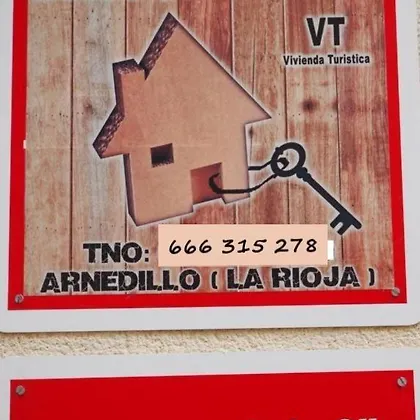 VT
Vivienda Turistica
TNO: 666 315 278
ARNEDILLO ( LA RIOJA )